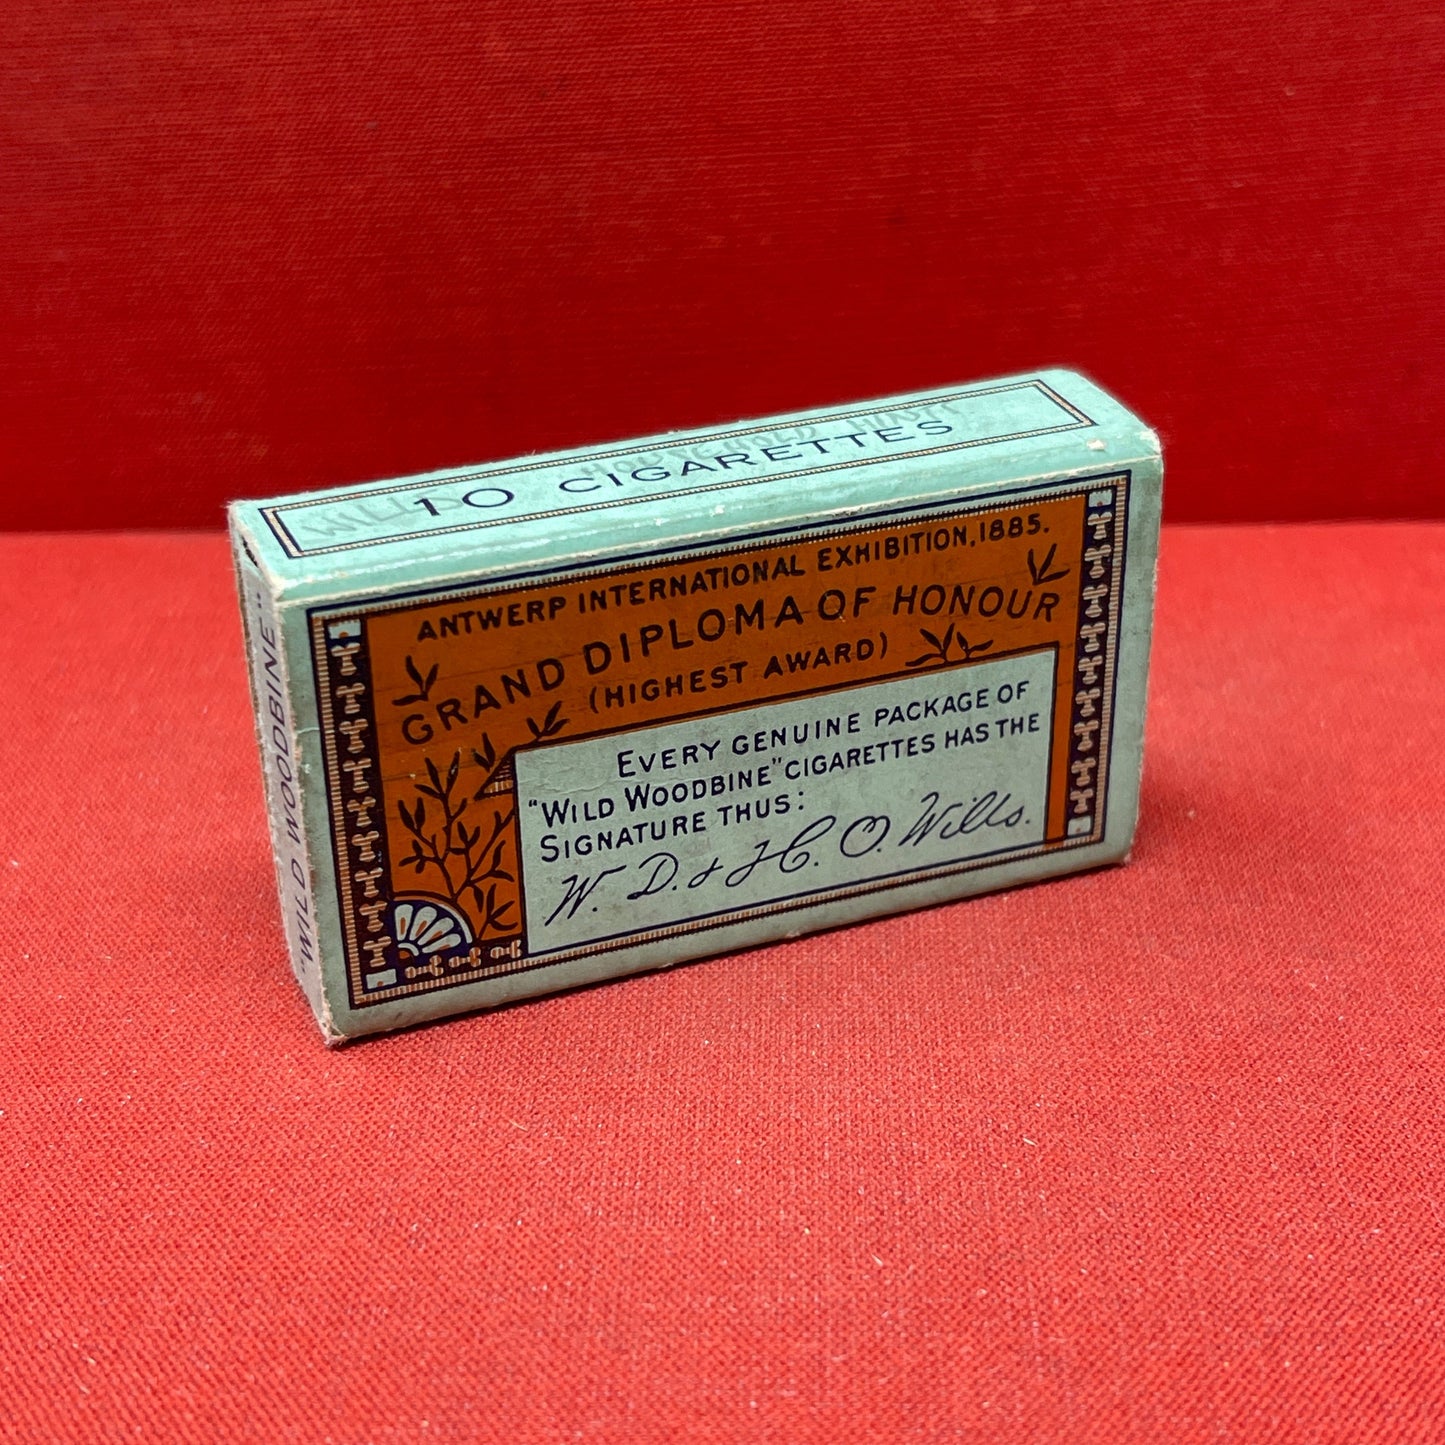 10 CIGARETTES
ANTWERP INTERNATIONAL EXHIBITION, 1885.
GRAND DIPLOMA OF HONOUR
(HIGHEST AWARD)
EVERY GENUINE PACKAGE OF
"WILD WOODBINE" CIGARETTES HAS THE
SIGNATURE THUS:
W. D. & H. O. Wills.
"WILD WOODBINE"